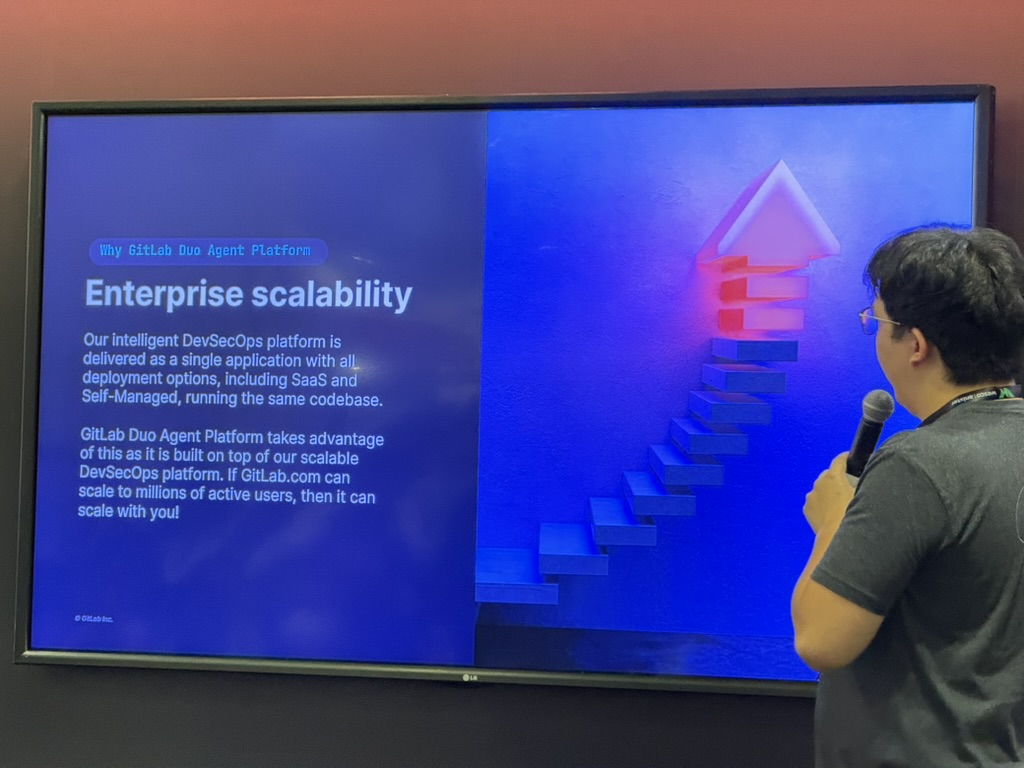 Why GitLab Duo Agent Platform
Enterprise scalability
Our intelligent DevSecOps platform is
delivered as a single application with all
deployment options, including SaaS and
Self-Managed, running the same codebase.
GitLab Duo Agent Platform takes advantage
of this as it is built on top of our scalable
DevSecOps platform. If GitLab.com can
scale to millions of active users, then it can
scale with you!
© GitLab Inc.
LG